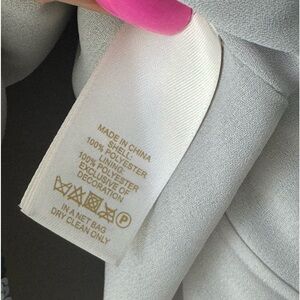 MADE IN CHINA
SHELL:
100% POLYESTER
LINING:
100% POLYESTER
EXCLUSIVE OF
DECORATION
P
IN A NET BAG
DRY CLEAN ONLY